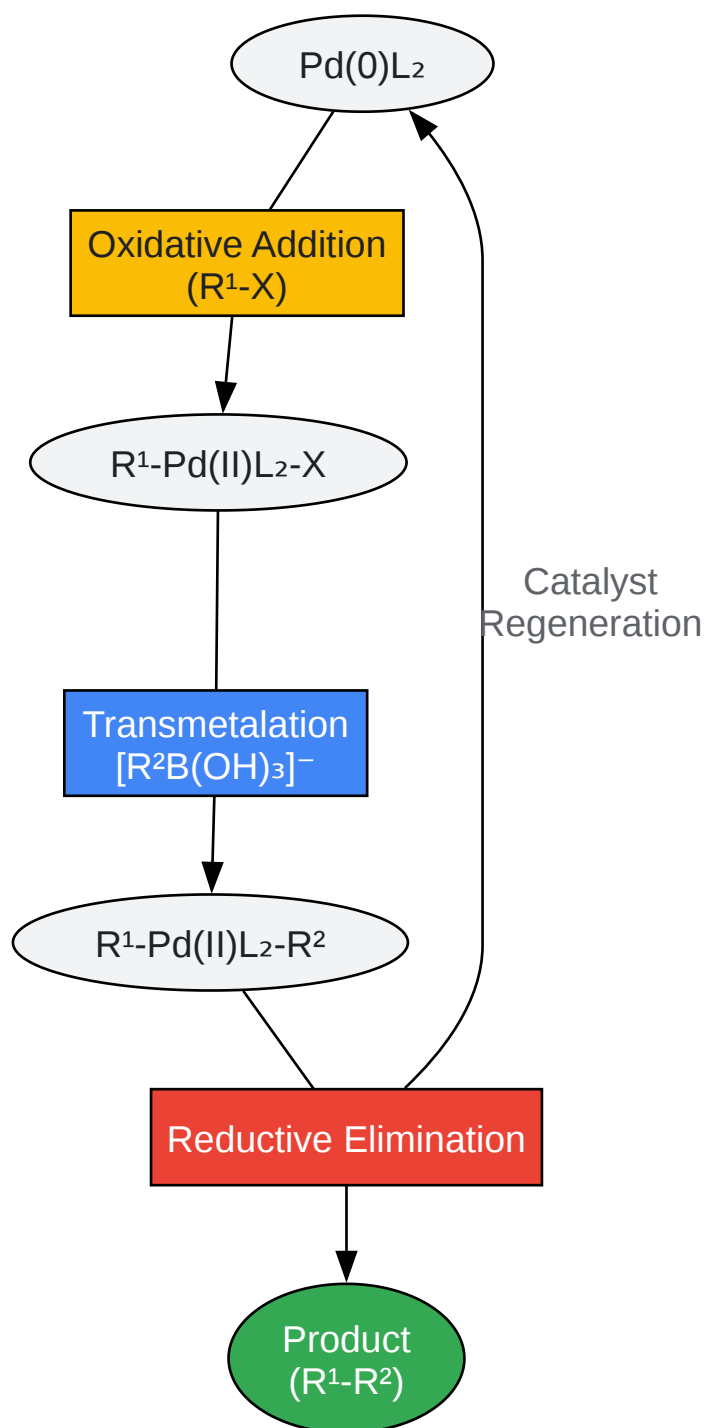 Pd(0)L₂
Oxidative Addition
(R¹-X)
R¹-Pd(II)L₂-X
Catalyst
Regeneration
Transmetalation
[R²B(OH)₃]⁻
R¹-Pd(II)L₂-R²
Reductive Elimination
Product
(R¹-R²)